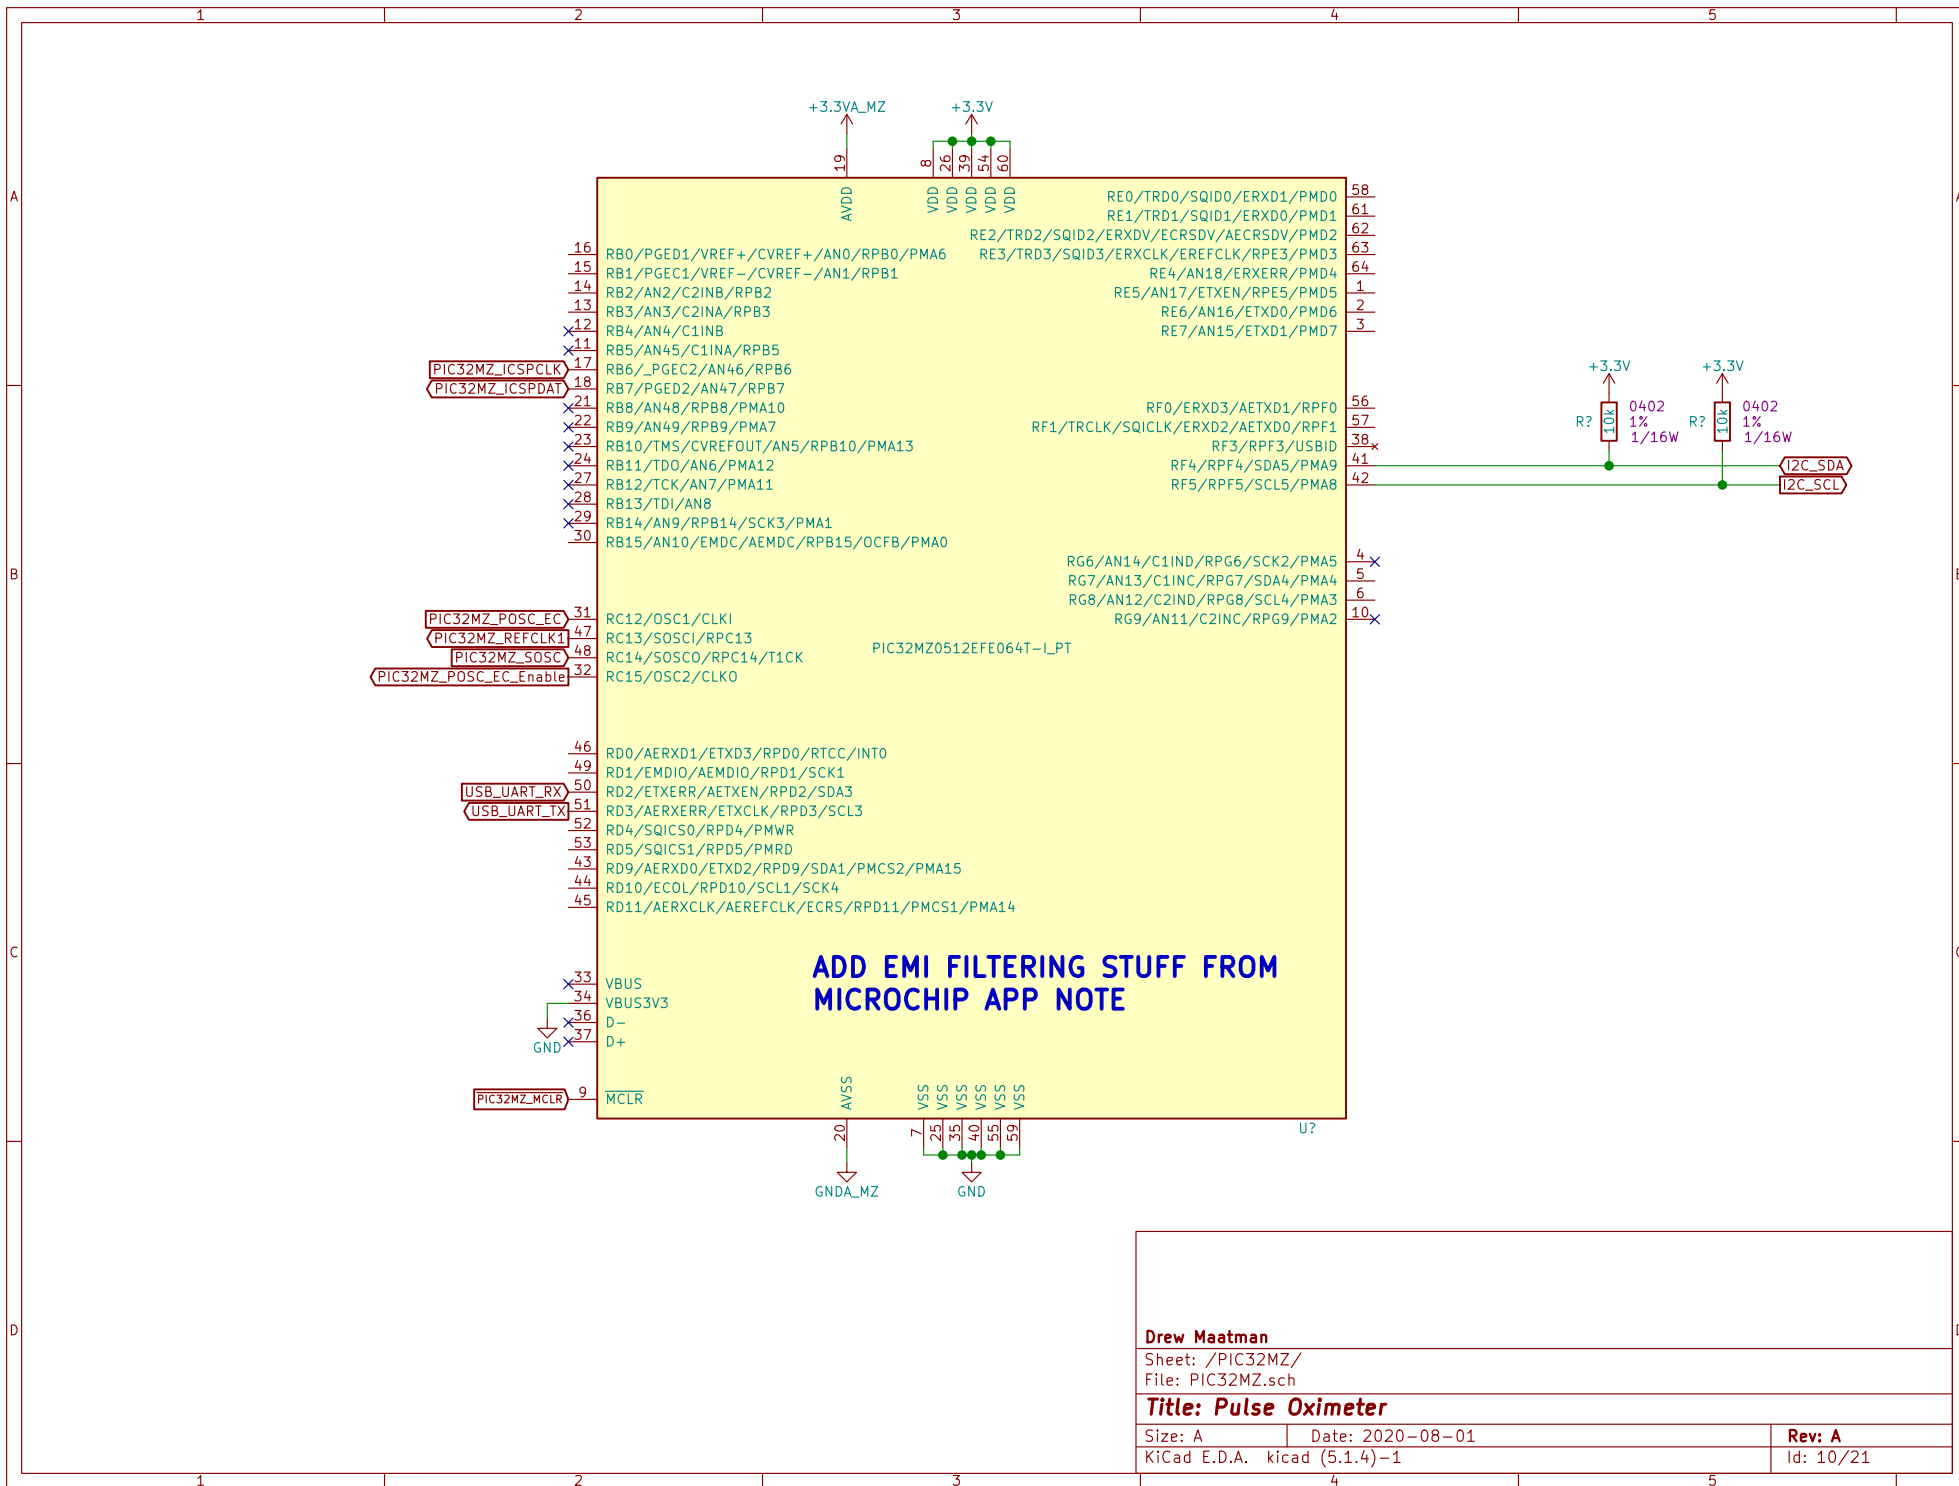 1 2 3 4 5
+3.3VA_MZ +3.3V
19 8 26 39 54 60
AVDD VDD VDD VDD VDD VDD
A
RE0/TRD0/SQID0/ERXD1/PMD0 58
RE1/TRD1/SQID1/ERXD0/PMD1 61
RE2/TRD2/SQID2/ERXDV/ECRSDV/AECRSDV/PMD2 62
16 RB0/PGED1/VREF+/CVREF+/AN0/RPB0/PMA6 RE3/TRD3/SQID3/ERXCLK/EREFCLK/RPE3/PMD3 63
15 RB1/PGEC1/VREF-/CVREF-/AN1/RPB1 RE4/AN18/ERXERR/PMD4 64
14 RB2/AN2/C2INB/RPB2 RE5/AN17/ETXEN/RPE5/PMD5 1
13 RB3/AN3/C2INA/RPB3 RE6/AN16/ETXD0/PMD6 2
12 RB4/AN4/C1INB RE7/AN15/ETXD1/PMD7 3
11 RB5/AN45/C1INA/RPB5
PIC32MZ_ICSPCLK 17 RB6/_PGEC2/AN46/RPB6
PIC32MZ_ICSPDAT 18 RB7/PGED2/AN47/RPB7
+3.3V +3.3V
21 RB8/AN48/RPB8/PMA10 RF0/ERXD3/AETXD1/RPF0 56
22 RB9/AN49/RPB9/PMA7 RF1/TRCLK/SQICLK/ERXD2/AETXD0/RPF1 57
R? 10k 0402 1% 1/16W
R? 10k 0402 1% 1/16W
23 RB10/TMS/CVREFOUT/AN5/RPB10/PMA13 RF3/RPF3/USBID 38
24 RB11/TDO/AN6/PMA12 RF4/RPF4/SDA5/PMA9 41 I2C_SDA
27 RB12/TCK/AN7/PMA11 RF5/RPF5/SCL5/PMA8 42 I2C_SCL
28 RB13/TDI/AN8
29 RB14/AN9/RPB14/SCK3/PMA1
30 RB15/AN10/EMDC/AEMDC/RPB15/OCFB/PMA0
RG6/AN14/C1IND/RPG6/SCK2/PMA5 4
B
RG7/AN13/C1INC/RPG7/SDA4/PMA4 5
RG8/AN12/C2IND/RPG8/SCL4/PMA3 6
PIC32MZ_POSC_EC 31 RC12/OSC1/CLKI RG9/AN11/C2INC/RPG9/PMA2 10
PIC32MZ_REFCLK1 47 RC13/SOSCI/RPC13
PIC32MZ0512EFE064T-I_PT
PIC32MZ_SOSC 48 RC14/SOSCO/RPC14/T1CK
PIC32MZ_POSC_EC_Enable 32 RC15/OSC2/CLKO
46 RD0/AERXD1/ETXD3/RPD0/RTCC/INT0
49 RD1/EMDIO/AEMDIO/RPD1/SCK1
USB_UART_RX 50 RD2/ETXERR/AETXEN/RPD2/SDA3
USB_UART_TX 51 RD3/AERXERR/ETXCLK/RPD3/SCL3
52 RD4/SQICS0/RPD4/PMWR
53 RD5/SQICS1/RPD5/PMRD
43 RD9/AERXD0/ETXD2/RPD9/SDA1/PMCS2/PMA15
44 RD10/ECOL/RPD10/SCL1/SCK4
45 RD11/AERXCLK/AEREFCLK/ECRS/RPD11/PMCS1/PMA14
C
ADD EMI FILTERING STUFF FROM
MICROCHIP APP NOTE
33 VBUS
34 VBUS3V3
36 D-
37 D+
GND
PIC32MZ_MCLR 9 MCLR
AVSS VSS VSS VSS VSS VSS VSS
20 7 25 35 40 55 59
U?
GNDA_MZ GND
D
Drew Maatman
Sheet: /PIC32MZ/
File: PIC32MZ.sch
Title: Pulse Oximeter
Size: A Date: 2020-08-01 Rev: A
KiCad E.D.A. kicad (5.1.4)-1 Id: 10/21
1 2 3 4 5